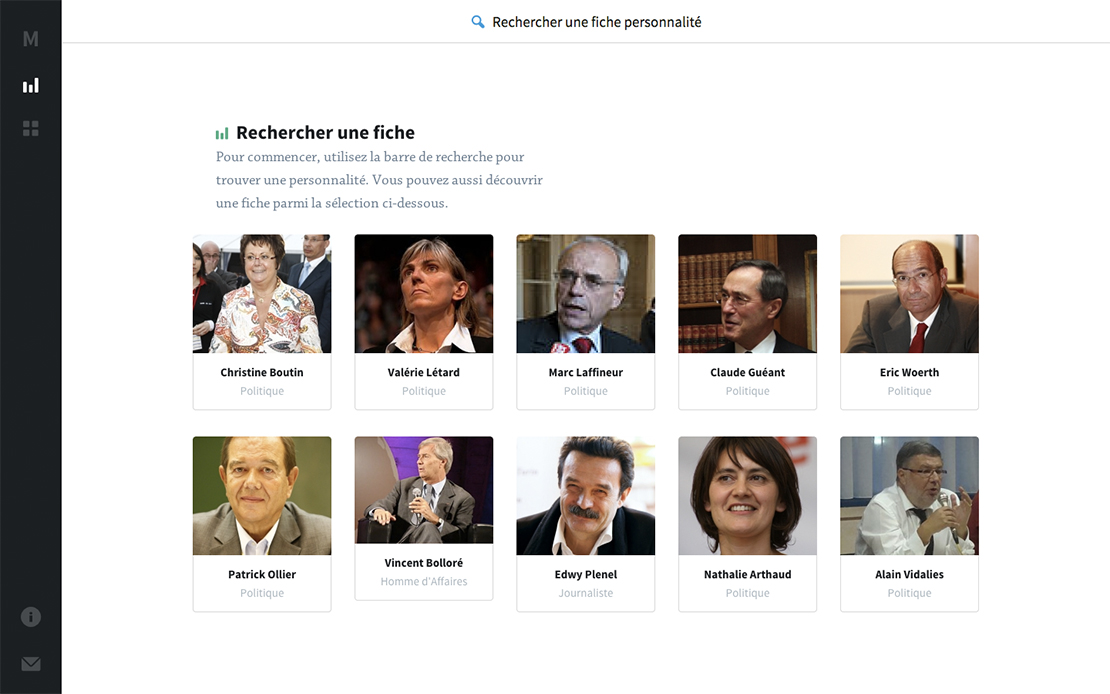 Rechercher une fiche personnalité
M
Rechercher une fiche
Pour commencer, utilisez la barre de recherche pour
trouver une personnalité. Vous pouvez aussi découvrir
une fiche parmi la sélection ci-dessous.
Christine Boutin
Politique
Valérie Létard
Politique
Marc Laffineur
Politique
Claude Guéant
Politique
Eric Woerth
Politique
Patrick Ollier
Politique
Vincent Bolloré
Homme d'Affaires
Edwy Plenel
Journaliste
Nathalie Arthaud
Politique
Alain Vidalies
Politique